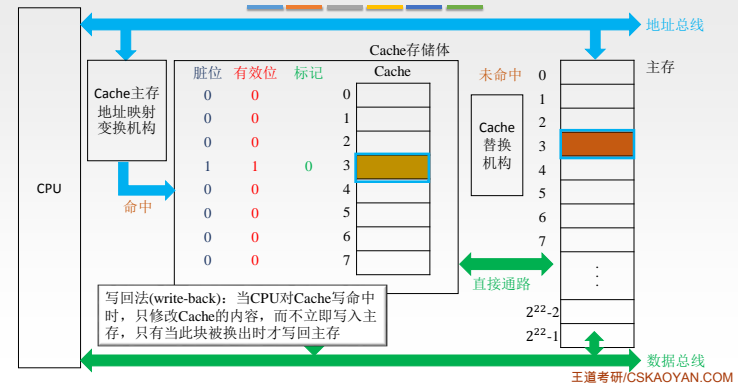 地址总线
Cache存储体
主存
脏位 有效位 标记 Cache 未命中
Cache主存
地址映射
变换机构
CPU
命中
0 0 0
0 0 1
0 0 2
1 1 0 3
0 0 4
0 0 5
0 0 6
0 0 7
Cache
替换
机构
0
1
2
3
4
5
6
7
2²²-2
2²²-1
直接通路
写回法(write-back)：当CPU对Cache写命中
时，只修改Cache的内容，而不立即写入主
存，只有当此块被换出时才写回主存
数据总线
王道考研/CSKAOYAN.COM